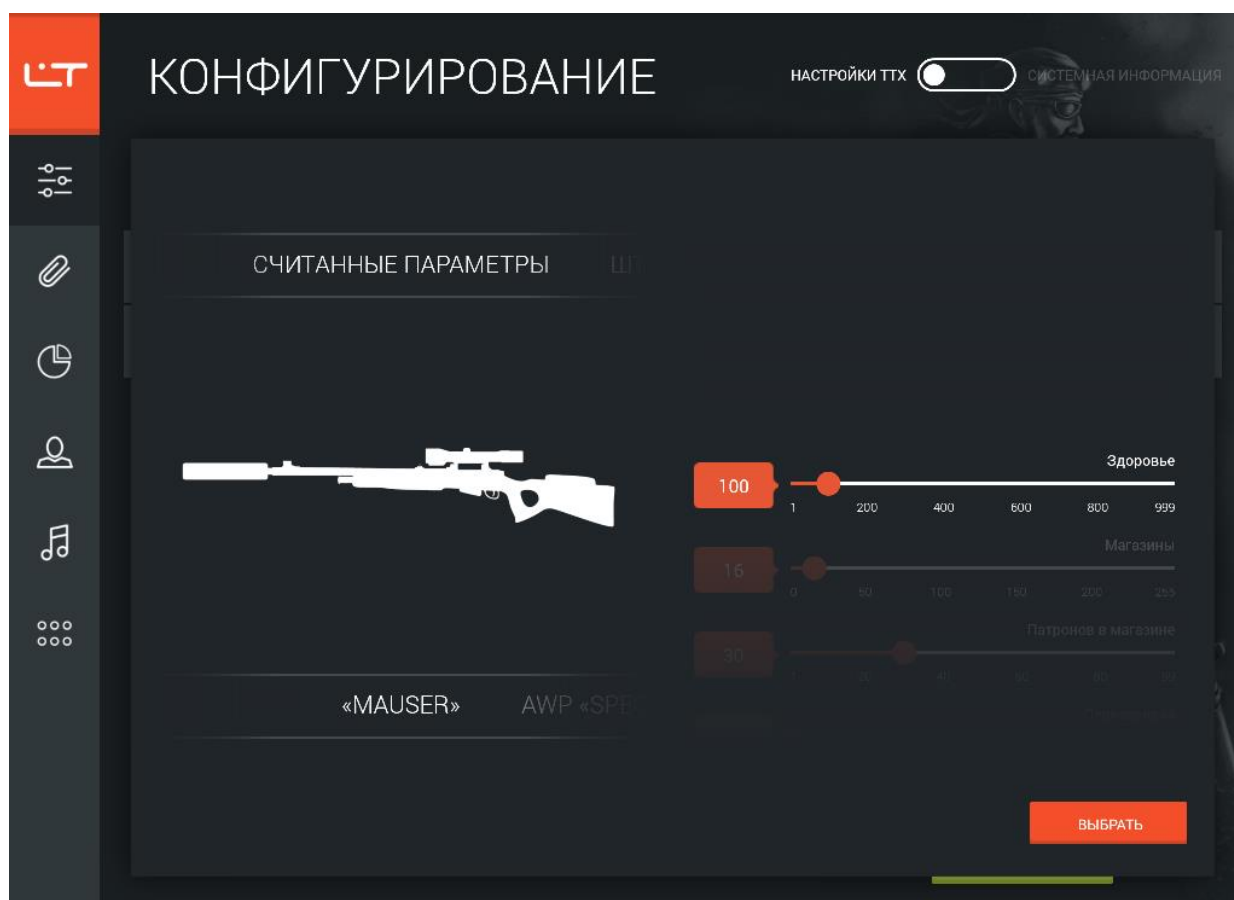 КОНФИГУРИРОВАНИЕ
НАСТРОЙКИ ТТХ
СИСТЕМНАЯ ИНФОРМАЦИЯ
СЧИТАННЫЕ ПАРАМЕТРЫ
Здоровье
100
1 200 400 600 800 999
Магазины
16
0 50 100 150 200 255
Патронов в магазине
30
«MAUSER» AWP
ВЫБРАТЬ